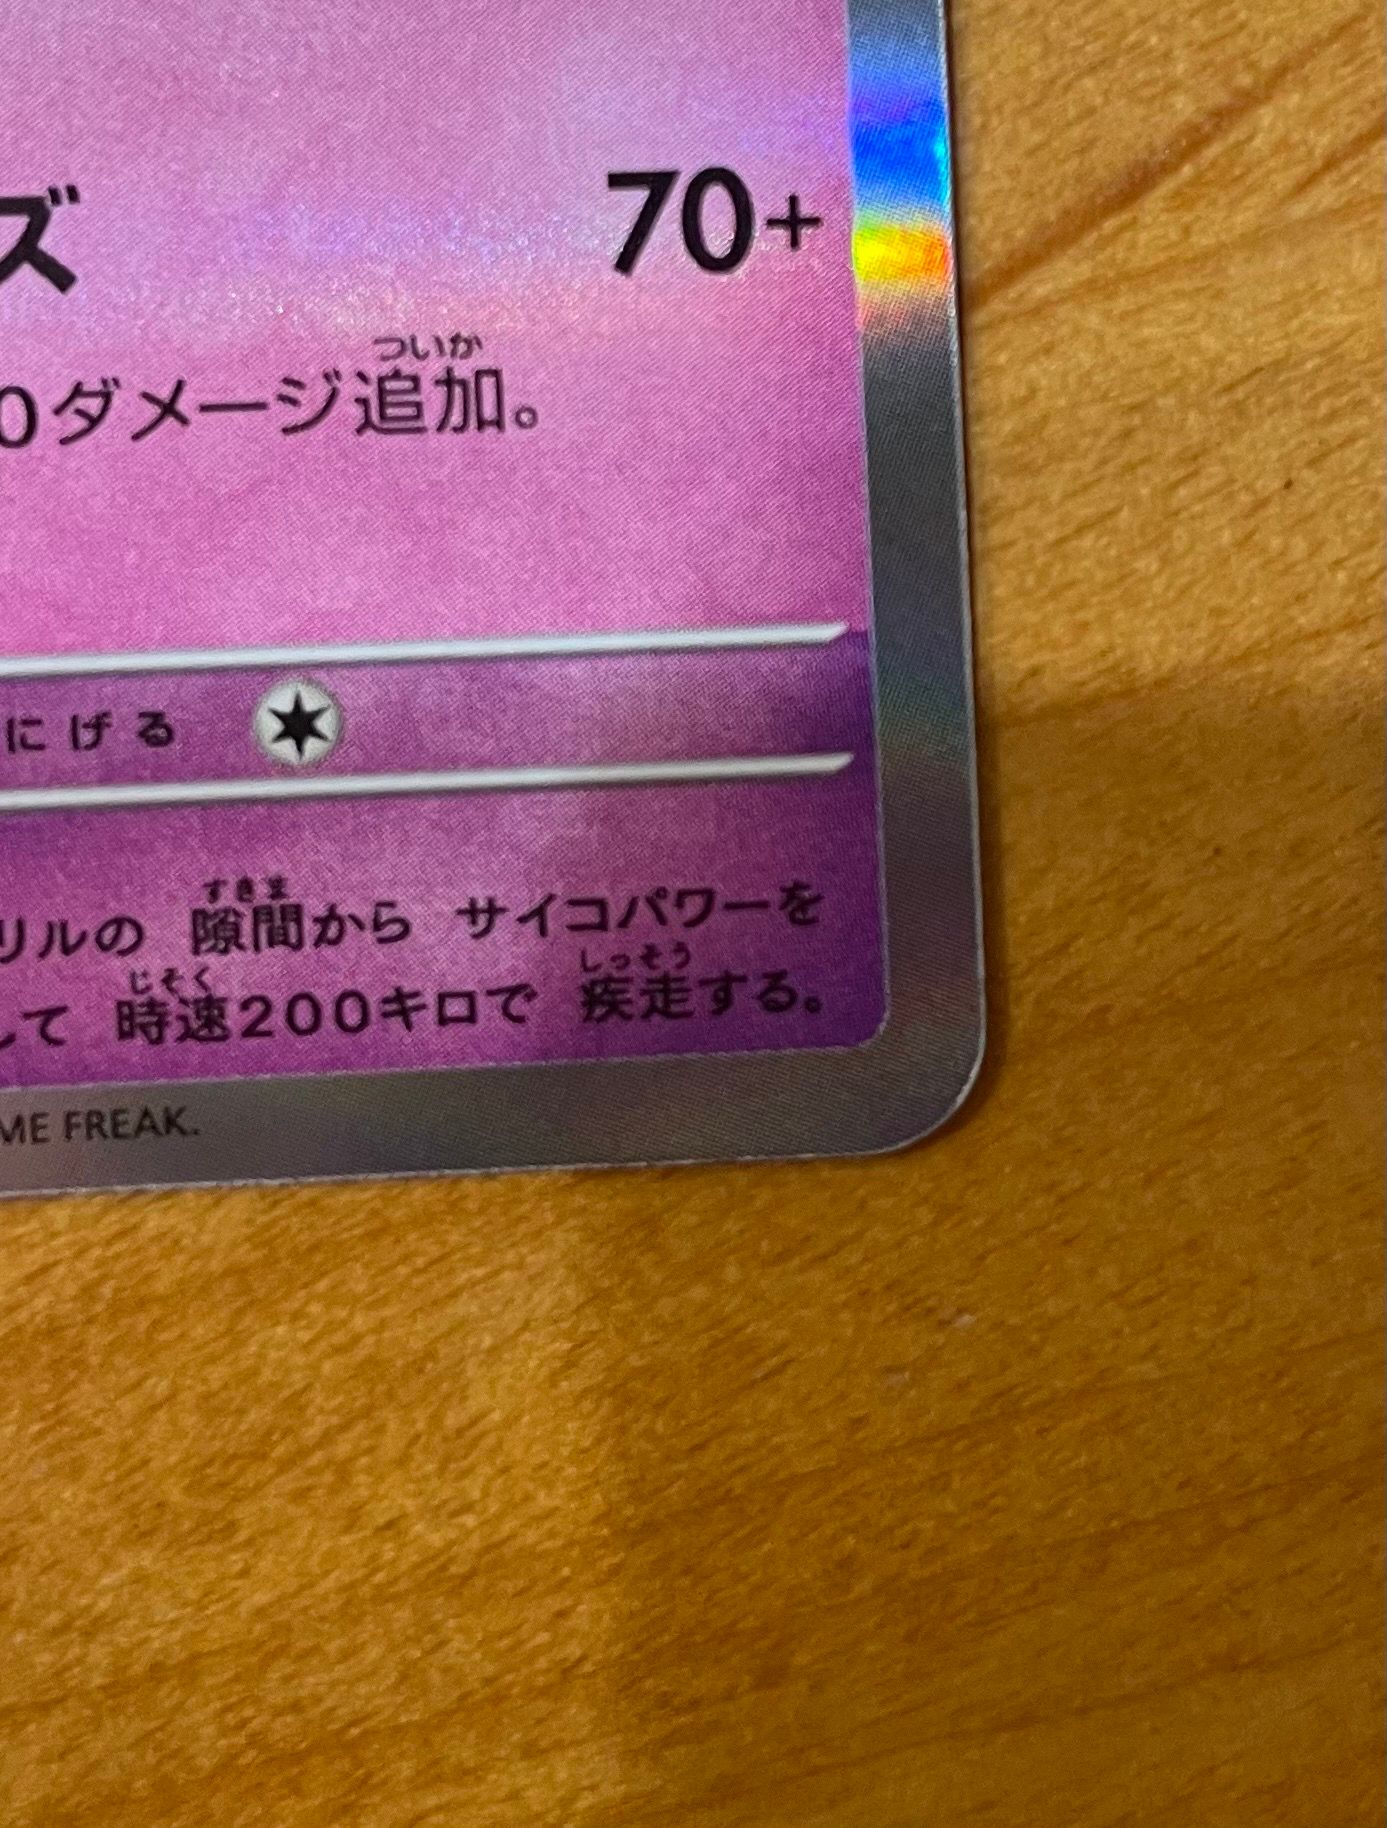 ズ 70+
ついか
0ダメージ追加。
にげる
すきま
リルの 隙間から サイコパワーを
じそく しっそう
して 時速200キロで 疾走する。
ME FREAK.